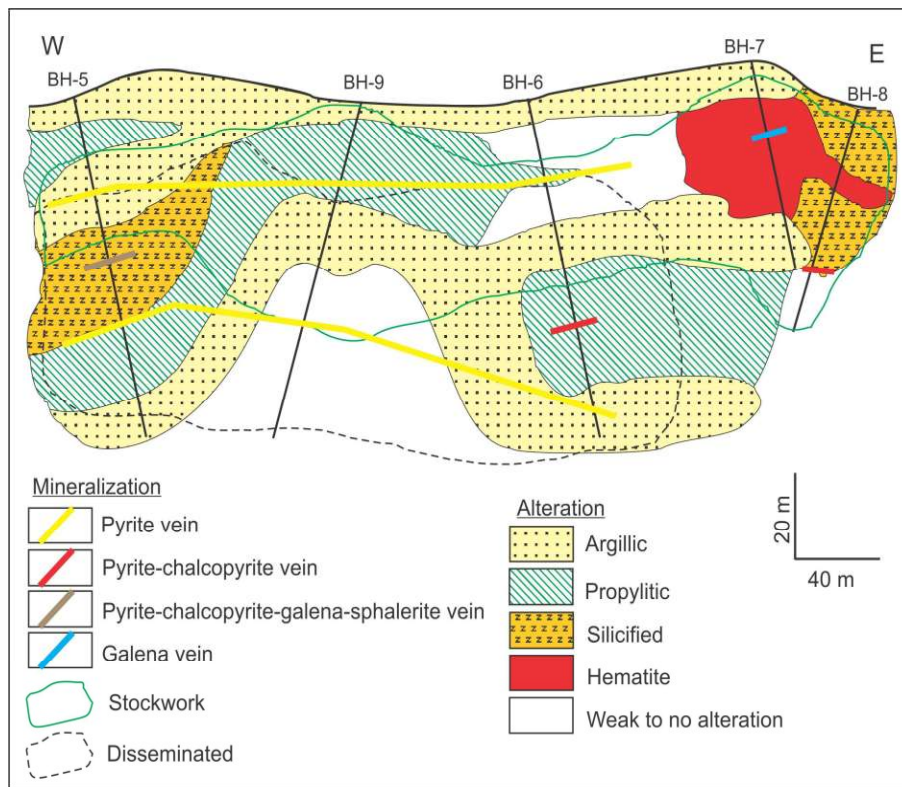 W
E
BH-5
BH-9
BH-6
BH-7
BH-8
Mineralization
Pyrite vein
Pyrite-chalcopyrite vein
Pyrite-chalcopyrite-galena-sphalerite vein
Galena vein
Stockwork
Disseminated
Alteration
Argillic
Propylitic
Silicified
Hematite
Weak to no alteration
20 m
40 m